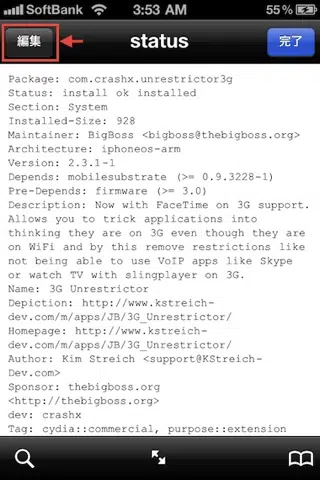 SoftBank 3:53 AM 55%
編集 status 完了
Package: com.crashx.unrestrictor3g
Status: install ok installed
Section: System
Installed-Size: 928
Maintainer: BigBoss <bigboss@thebigboss.org>
Architecture: iphoneos-arm
Version: 2.3.1-1
Depends: mobilesubstrate (>= 0.9.3228-1)
Pre-Depends: firmware (>= 3.0)
Description: Now with FaceTime on 3G support.
Allows you to trick applications into
thinking they are on 3G even though they are
on WiFi and by this remove restrictions like
not being able to use VoIP apps like Skype
or watch TV with slingplayer on 3G.
Name: 3G Unrestrictor
Depiction: http://www.kstreich-
dev.com/m/apps/JB/3G_Unrestrictor/
Homepage: http://www.kstreich-
dev.com/m/apps/JB/3G_Unrestrictor/
Author: Kim Streich <support@KStreich-
Dev.com>
Sponsor: thebigboss.org
<http://thebigboss.org>
dev: crashx
Tag: cydia::commercial, purpose::extension